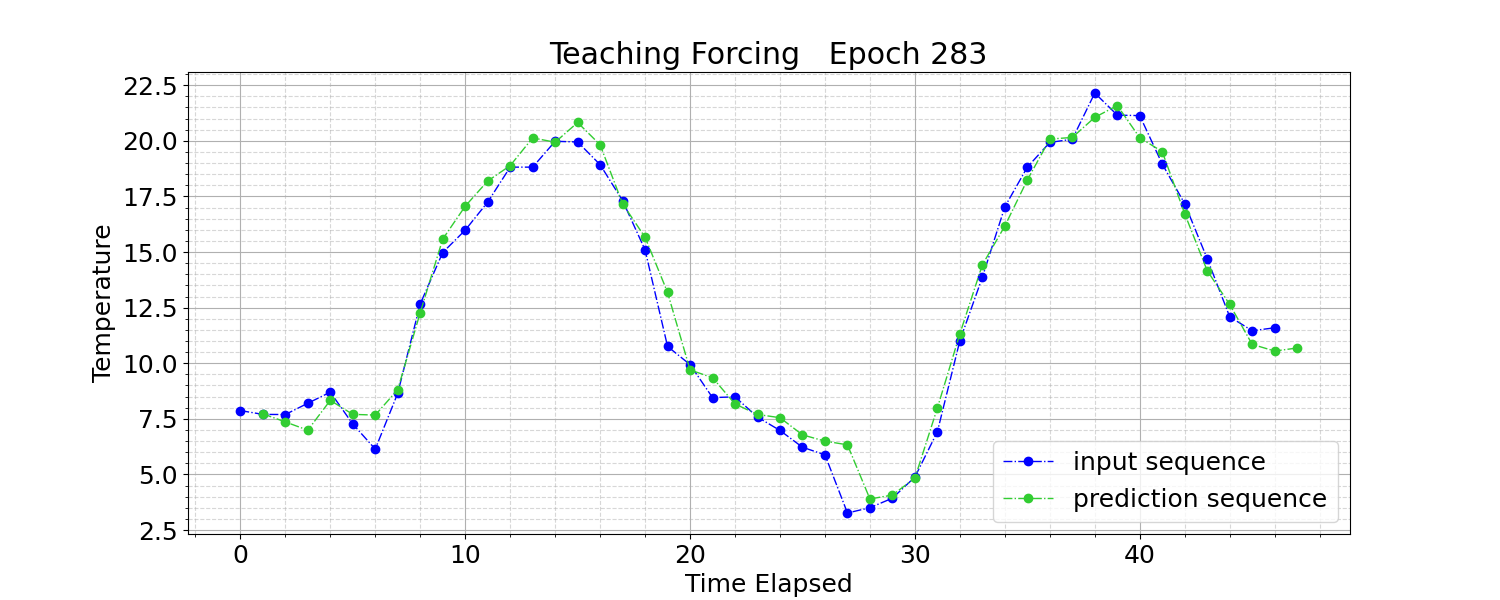 Teaching Forcing   Epoch 283
22.5
20.0
17.5
15.0
12.5
10.0
7.5
5.0
2.5
Temperature
input sequence
prediction sequence
0 10 20 30 40
Time Elapsed